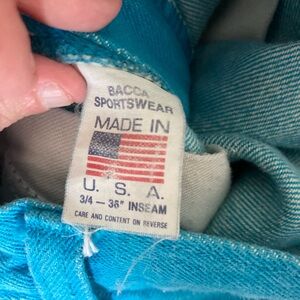 BACCA
SPORTSWEAR
MADE IN
U. S. A.
3/4 – 36" INSEAM
CARE AND CONTENT ON REVERSE